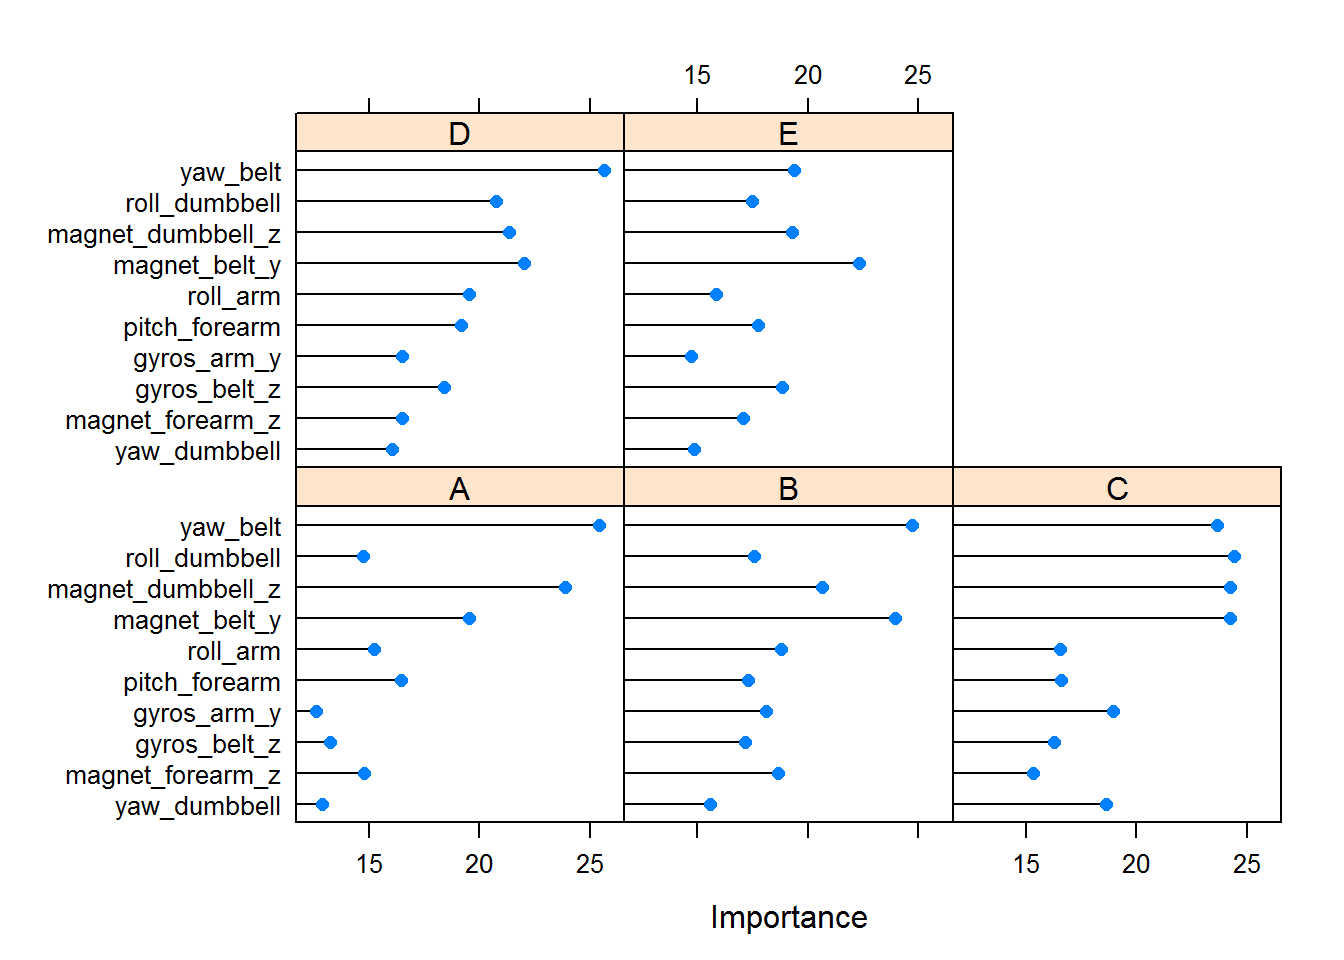 15 20 25
D E
yaw_belt
roll_dumbbell
magnet_dumbbell_z
magnet_belt_y
roll_arm
pitch_forearm
gyros_arm_y
gyros_belt_z
magnet_forearm_z
yaw_dumbbell
A B C
yaw_belt
roll_dumbbell
magnet_dumbbell_z
magnet_belt_y
roll_arm
pitch_forearm
gyros_arm_y
gyros_belt_z
magnet_forearm_z
yaw_dumbbell
15 20 25 15 20 25
Importance